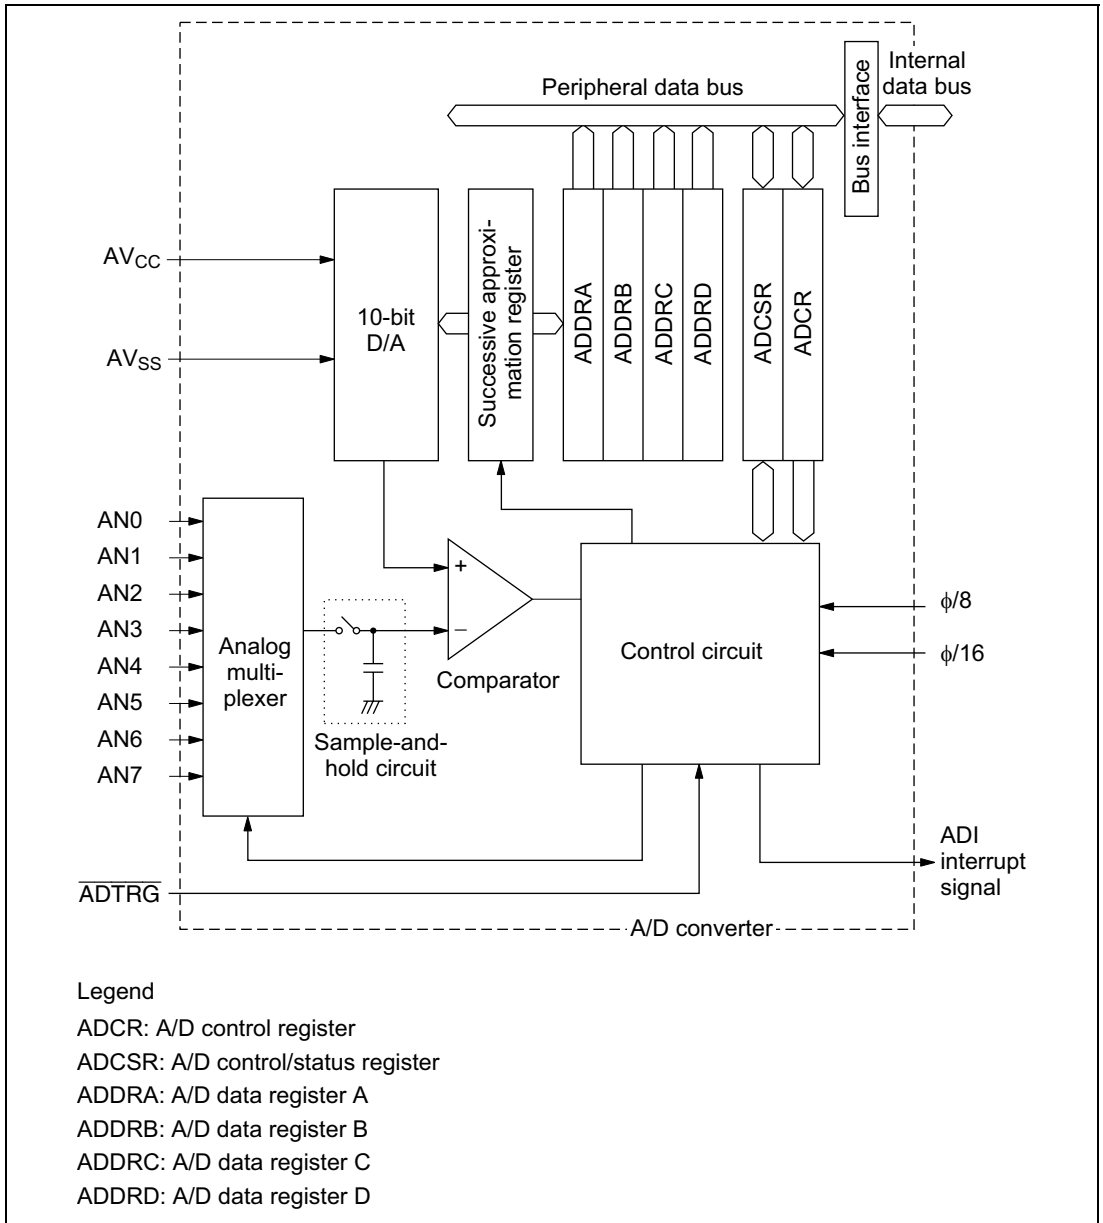 Peripheral data bus
Internal
data bus
Bus interface
AVCC
AVSS
10-bit
D/A
Successive approxi-
mation register
ADDRA
ADDRB
ADDRC
ADDRD
ADCSR
ADCR
AN0
AN1
AN2
AN3
AN4
AN5
AN6
AN7
Analog
multi-
plexer
Sample-and-
hold circuit
+
−
Comparator
Control circuit
ϕ/8
ϕ/16
ADI
interrupt
signal
ADTRG
A/D converter
Legend
ADCR: A/D control register
ADCSR: A/D control/status register
ADDRA: A/D data register A
ADDRB: A/D data register B
ADDRC: A/D data register C
ADDRD: A/D data register D